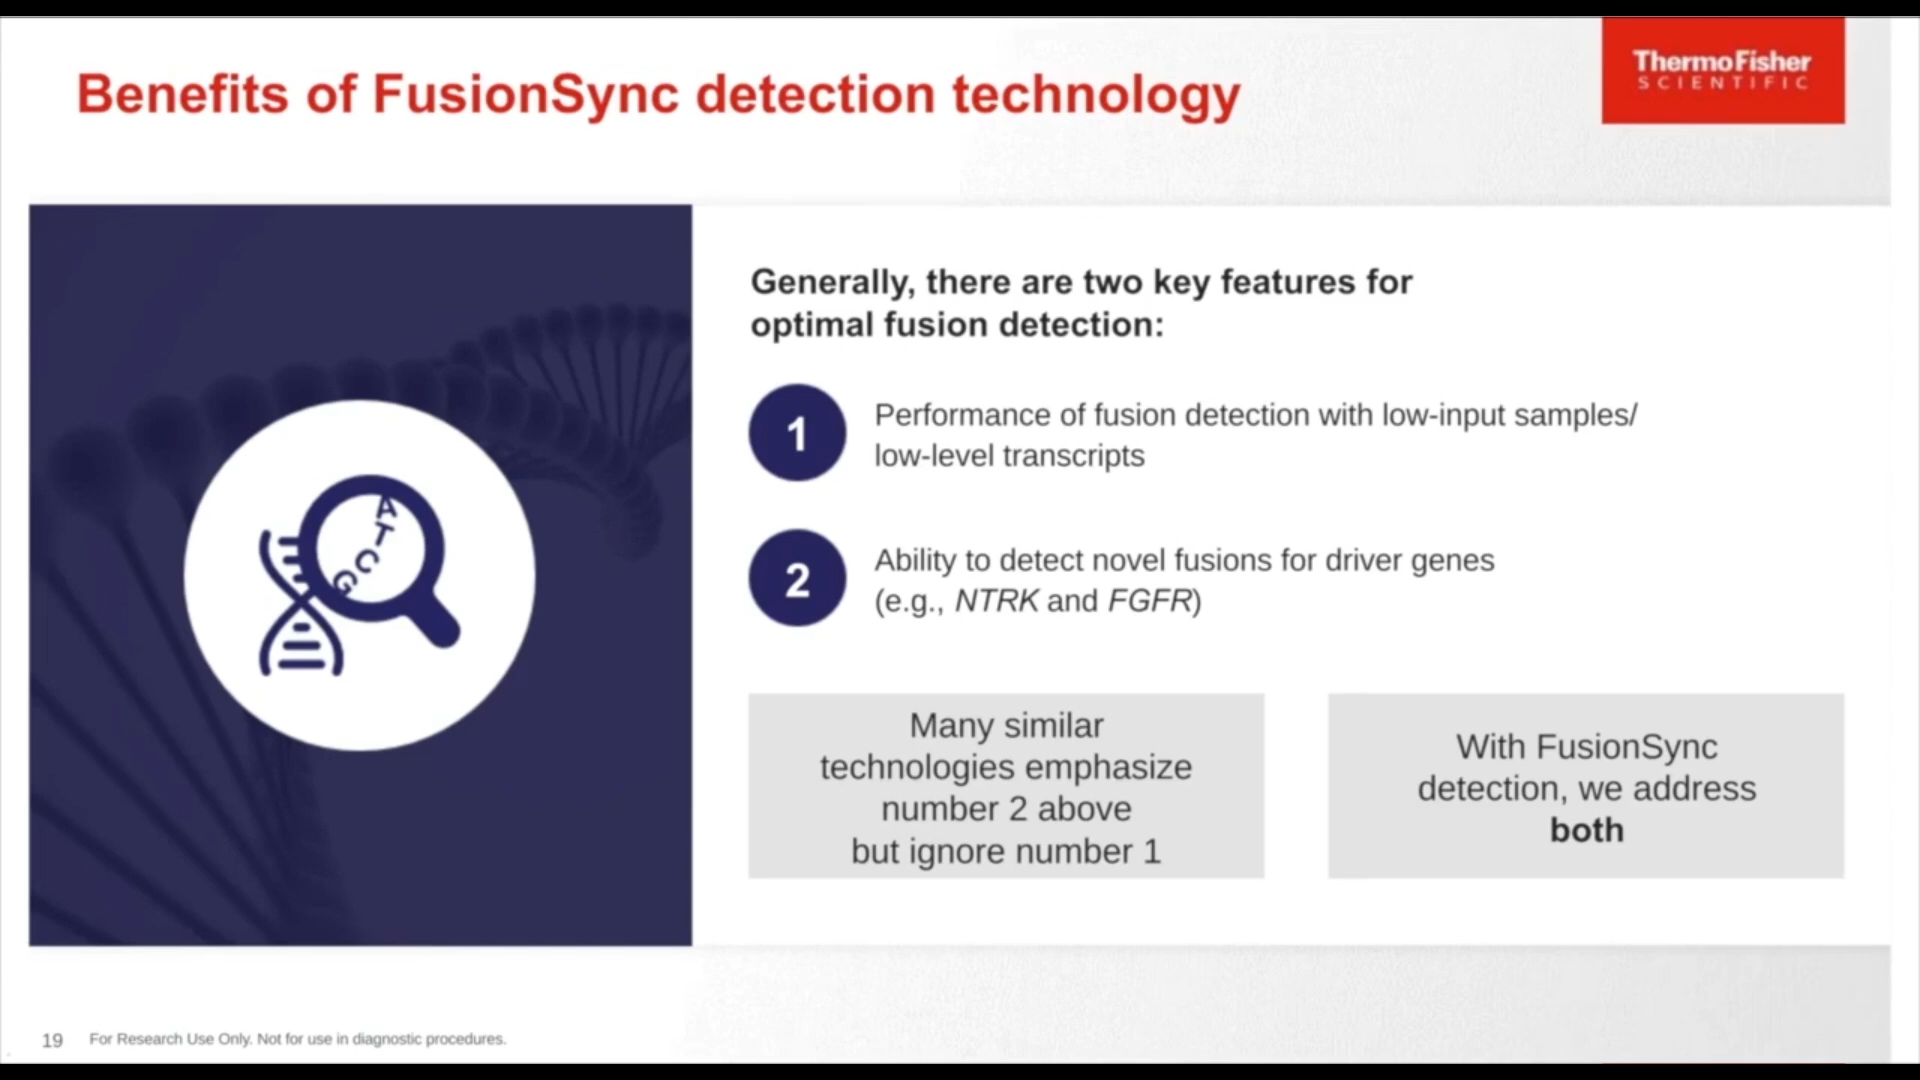 Benefits of FusionSync detection technology
ThermoFisher
SCIENTIFIC
Generally, there are two key features for
optimal fusion detection:
1
Performance of fusion detection with low-input samples/
low-level transcripts
2
Ability to detect novel fusions for driver genes
(e.g., NTRK and FGFR)
A
T
C
G
Many similar
technologies emphasize
number 2 above
but ignore number 1
With FusionSync
detection, we address
both
19
For Research Use Only. Not for use in diagnostic procedures.